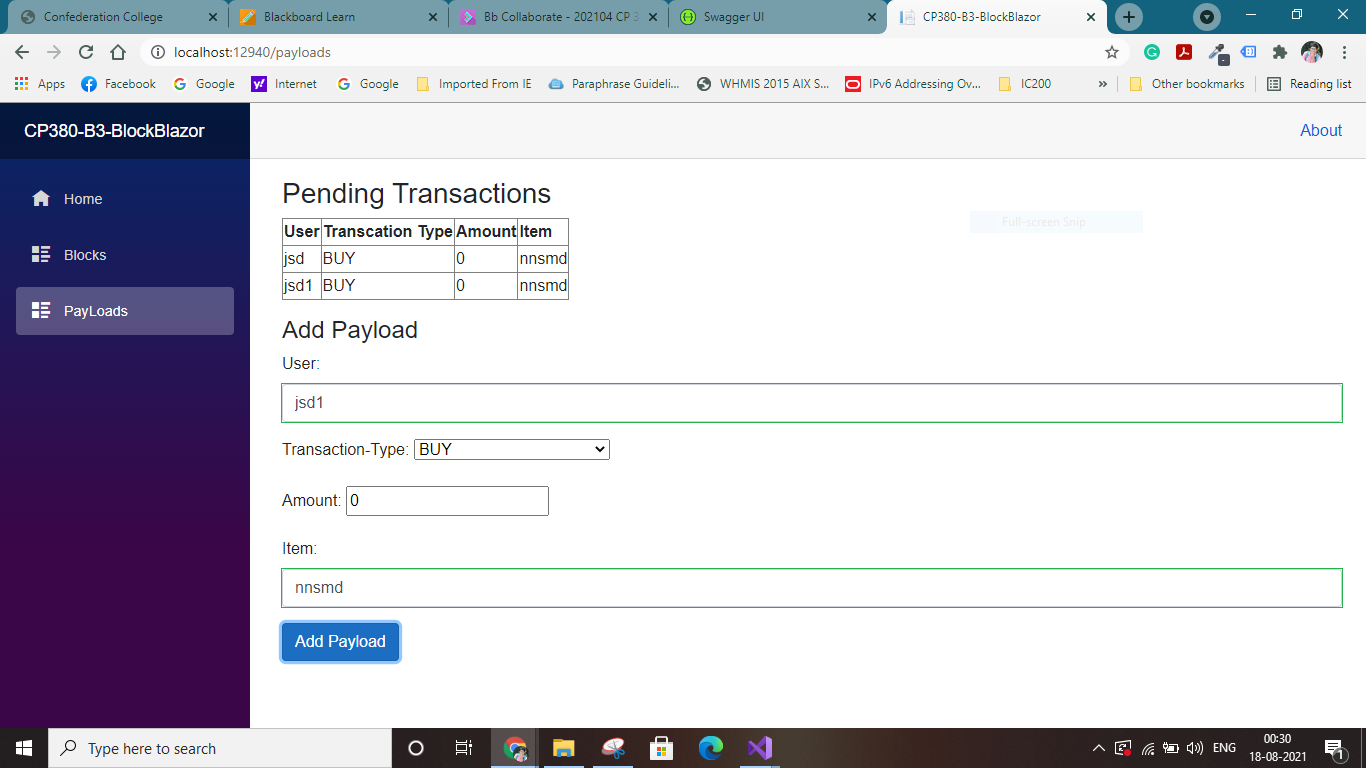 Confederation College
Blackboard Learn
Bb Collaborate - 202104 CP 3
Swagger UI
CP380-B3-BlockBlazor
localhost:12940/payloads
Apps
Facebook
Google
Internet
Google
Imported From IE
Paraphrase Guideli...
WHMIS 2015 AIX S...
IPv6 Addressing Ov...
IC200
»
Other bookmarks
Reading list
CP380-B3-BlockBlazor
About
Home
Blocks
PayLoads
Pending Transactions
User Transcation Type Amount Item
jsd BUY 0 nnsmd
jsd1 BUY 0 nnsmd
Full-screen Snip
Add Payload
User:
jsd1
Transaction-Type: BUY
Amount: 0
Item:
nnsmd
Add Payload
Type here to search
ENG
00:30
18-08-2021
1